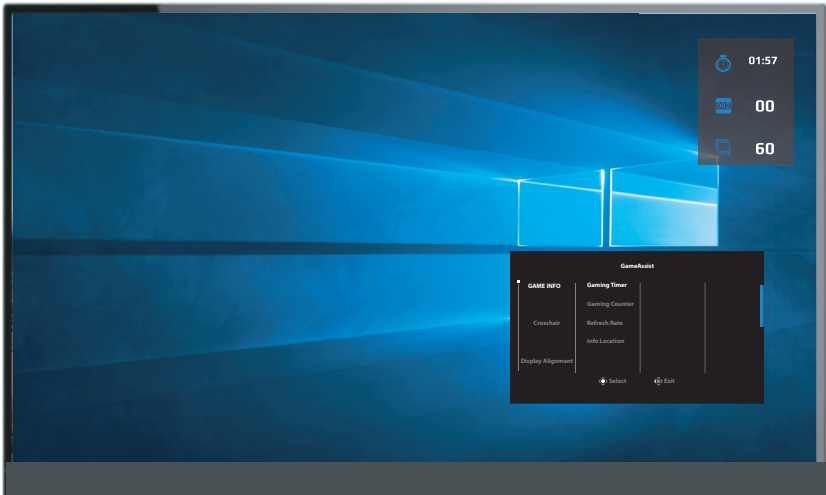 01:57
00
60
GameAssist
GAME INFO
Gaming Timer
Gaming Counter
Croschair
Refresh Rate
Info Location
Display Alignment
Select
Exit